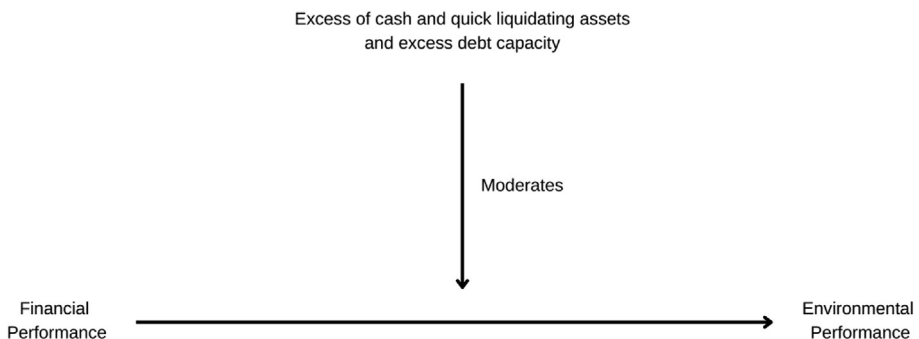 Excess of cash and quick liquidating assets
and excess debt capacity
Moderates
Financial
Performance
Environmental
Performance